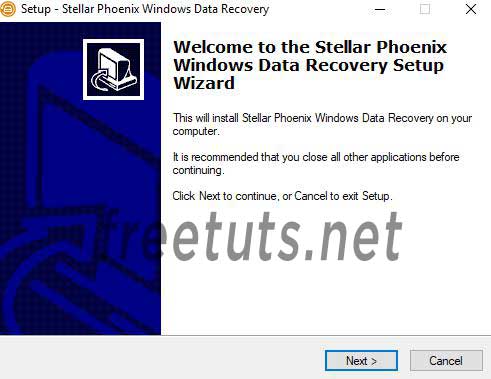 Setup - Stellar Phoenix Windows Data Recovery
Welcome to the Stellar Phoenix
Windows Data Recovery Setup
Wizard
This will install Stellar Phoenix Windows Data Recovery on your
computer.
It is recommended that you close all other applications before
continuing.
Click Next to continue, or Cancel to exit Setup.
freetuts.net
Next >
Cancel